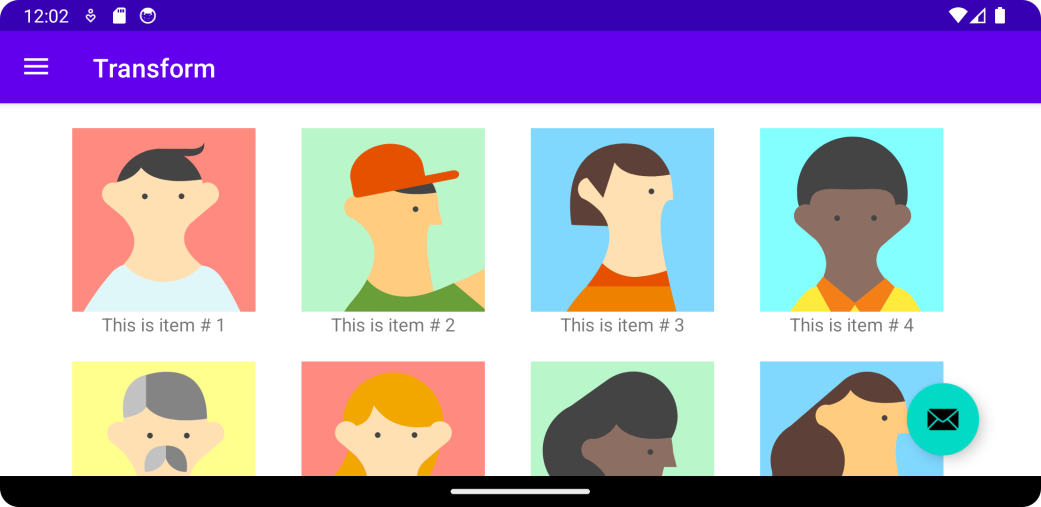 12:02
Transform
This is item # 1
This is item # 2
This is item # 3
This is item # 4